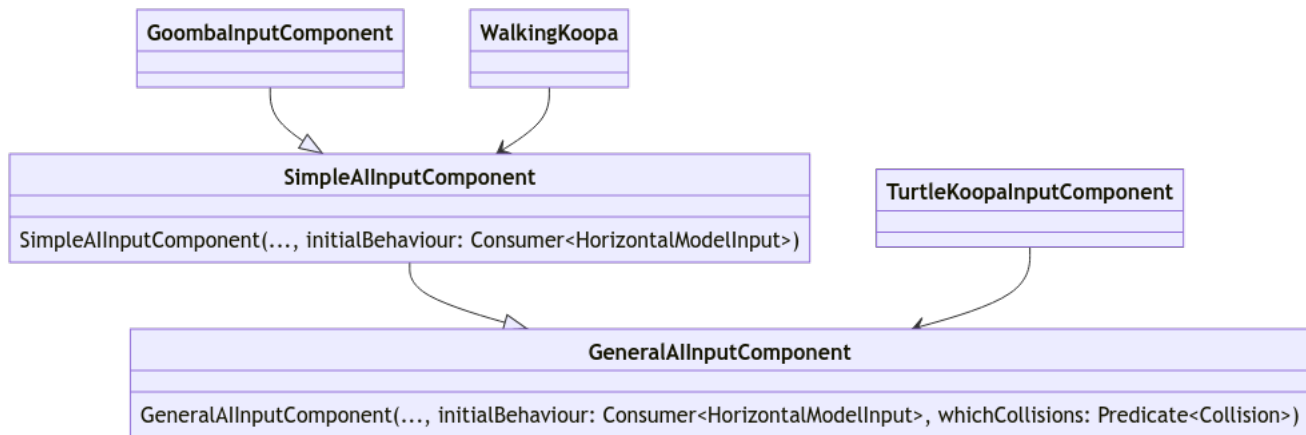 GoombaInputComponent
WalkingKoopa
SimpleAIInputComponent
SimpleAIInputComponent(..., initialBehaviour: Consumer<HorizontalModelInput>)
TurtleKoopaInputComponent
GeneralAIInputComponent
GeneralAIInputComponent(..., initialBehaviour: Consumer<HorizontalModelInput>, whichCollisions: Predicate<Collision>)